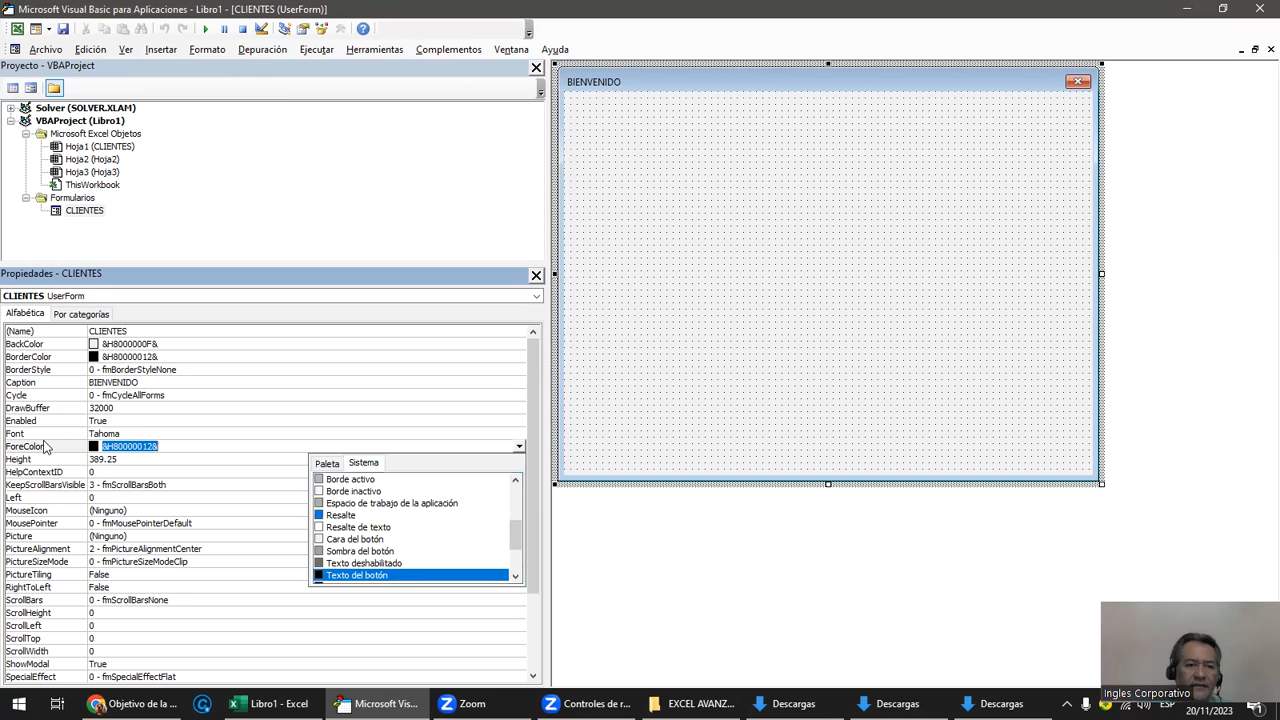 Microsoft Visual Basic para Aplicaciones - Libro1 - [CLIENTES (UserForm)]
Archivo Edición Ver Insertar Formato Depuración Ejecutar Herramientas Complementos Ventana Ayuda
Proyecto - VBAProject
Solver (SOLVER.XLAM)
VBAProject (Libro1)
Microsoft Excel Objetos
Hoja1 (CLIENTES)
Hoja2 (Hoja2)
Hoja3 (Hoja3)
ThisWorkbook
Formularios
CLIENTES
Propiedades - CLIENTES
CLIENTES UserForm
Alfabética Por categorías
(Name) CLIENTES
BackColor &H8000000F&
BorderColor &H80000012&
BorderStyle 0 - fmBorderStyleNone
Caption BIENVENIDO
Cycle 0 - fmCycleAllForms
DrawBuffer 32000
Enabled True
Font Tahoma
ForeColor &H80000012&
Height 389.25
HelpContextID 0
KeepScrollBarsVisible 3 - fmScrollBarsBoth
Left 0
MouseIcon (Ninguno)
MousePointer 0 - fmMousePointerDefault
Picture (Ninguno)
PictureAlignment 2 - fmPictureAlignmentCenter
PictureSizeMode 0 - fmPictureSizeModeClip
PictureTiling False
RightToLeft False
ScrollBars 0 - fmScrollBarsNone
ScrollHeight 0
ScrollLeft 0
ScrollTop 0
ScrollWidth 0
ShowModal True
SpecialEffect 0 - fmSpecialEffectFlat
Paleta Sistema
Borde activo
Borde inactivo
Espacio de trabajo de la aplicación
Resalte
Resalte de texto
Cara del botón
Sombra del botón
Texto deshabilitado
Texto del botón
BIENVENIDO
Ingles Corporativo
Objetivo de la ... Libro1 - Excel Microsoft Vis... Zoom Controles de r... EXCEL AVANZ... Descargas Descargas Descargas
ESP
20/11/2023